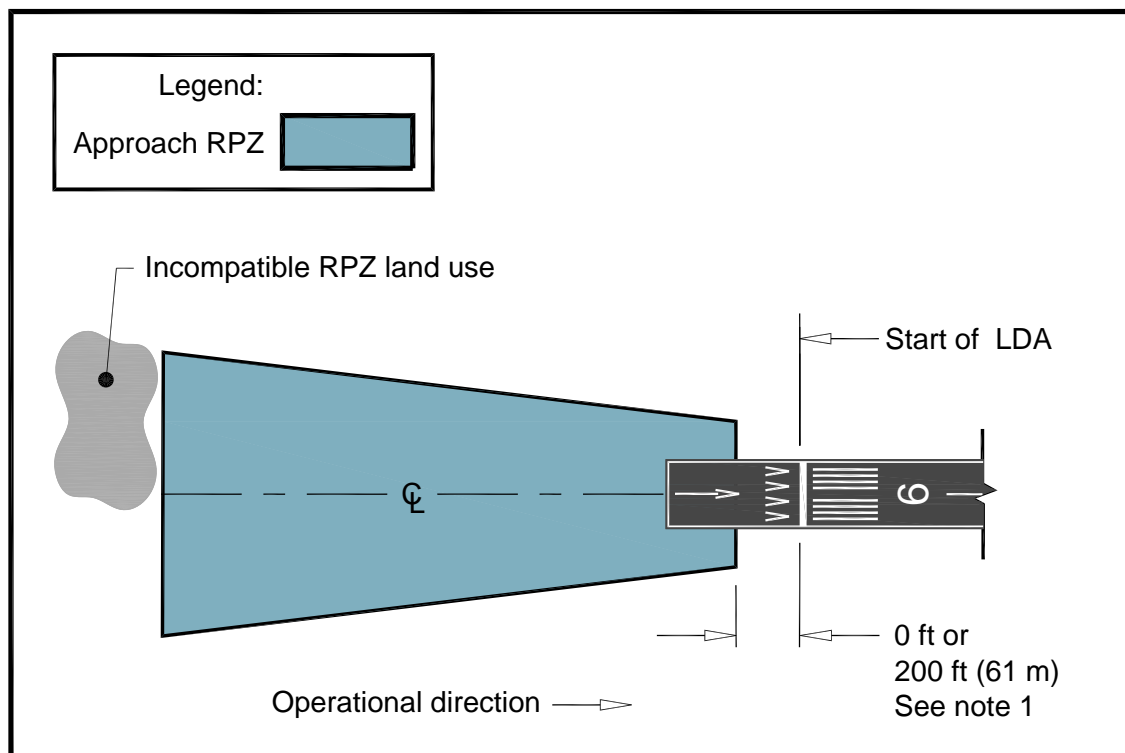 Legend:
Approach RPZ
Incompatible RPZ land use
Start of LDA
℄
9
0 ft or
200 ft (61 m)
See note 1
Operational direction